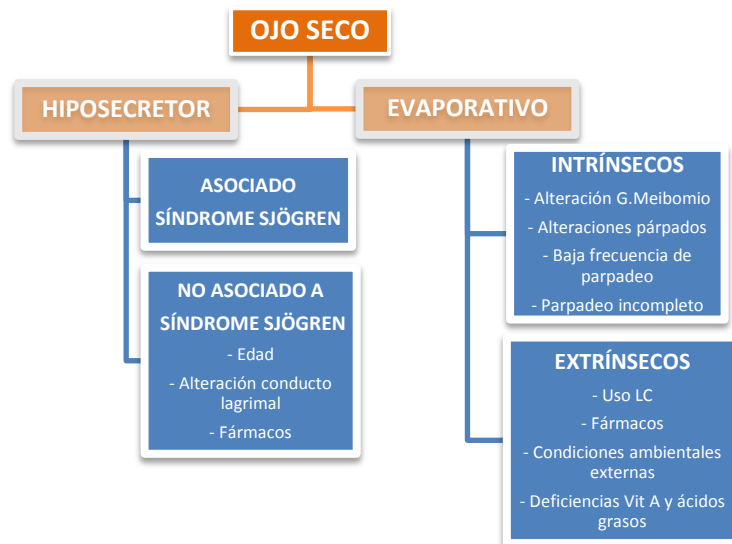 OJO SECO
HIPOSECRETOR
ASOCIADO
SÍNDROME SJÖGREN
NO ASOCIADO A
SÍNDROME SJÖGREN
- Edad
- Alteración conducto
lagrimal
- Fármacos
EVAPORATIVO
INTRÍNSECOS
- Alteración G.Meibomio
- Alteraciones párpados
- Baja frecuencia de
parpadeo
- Parpadeo incompleto
EXTRÍNSECOS
- Uso LC
- Fármacos
- Condiciones ambientales
externas
- Deficiencias Vit A y ácidos
grasos